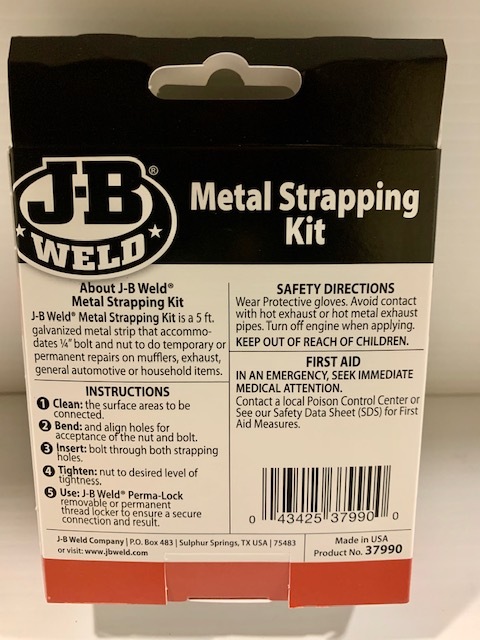 J-B®
WELD
Metal Strapping
Kit
About J-B Weld®
Metal Strapping Kit
J-B Weld® Metal Strapping Kit is a 5 ft.
galvanized metal strip that accommo-
dates ¼" bolt and nut to do temporary or
permanent repairs on mufflers, exhaust,
general automotive or household items.
INSTRUCTIONS
1 Clean: the surface areas to be
connected.
2 Bend: and align holes for
acceptance of the nut and bolt.
3 Insert: bolt through both strapping
holes.
4 Tighten: nut to desired level of
tightness.
5 Use: J-B Weld® Perma-Lock
removable or permanent
thread locker to ensure a secure
connection and result.
J-B Weld Company | P.O. Box 483 | Sulphur Springs, TX USA | 75483
or visit: www.jbweld.com
SAFETY DIRECTIONS
Wear Protective gloves. Avoid contact
with hot exhaust or hot metal exhaust
pipes. Turn off engine when applying.
KEEP OUT OF REACH OF CHILDREN.
FIRST AID
IN AN EMERGENCY, SEEK IMMEDIATE
MEDICAL ATTENTION.
Contact a local Poison Control Center or
See our Safety Data Sheet (SDS) for First
Aid Measures.
0 43425 37990 0
Made in USA
Product No. 37990